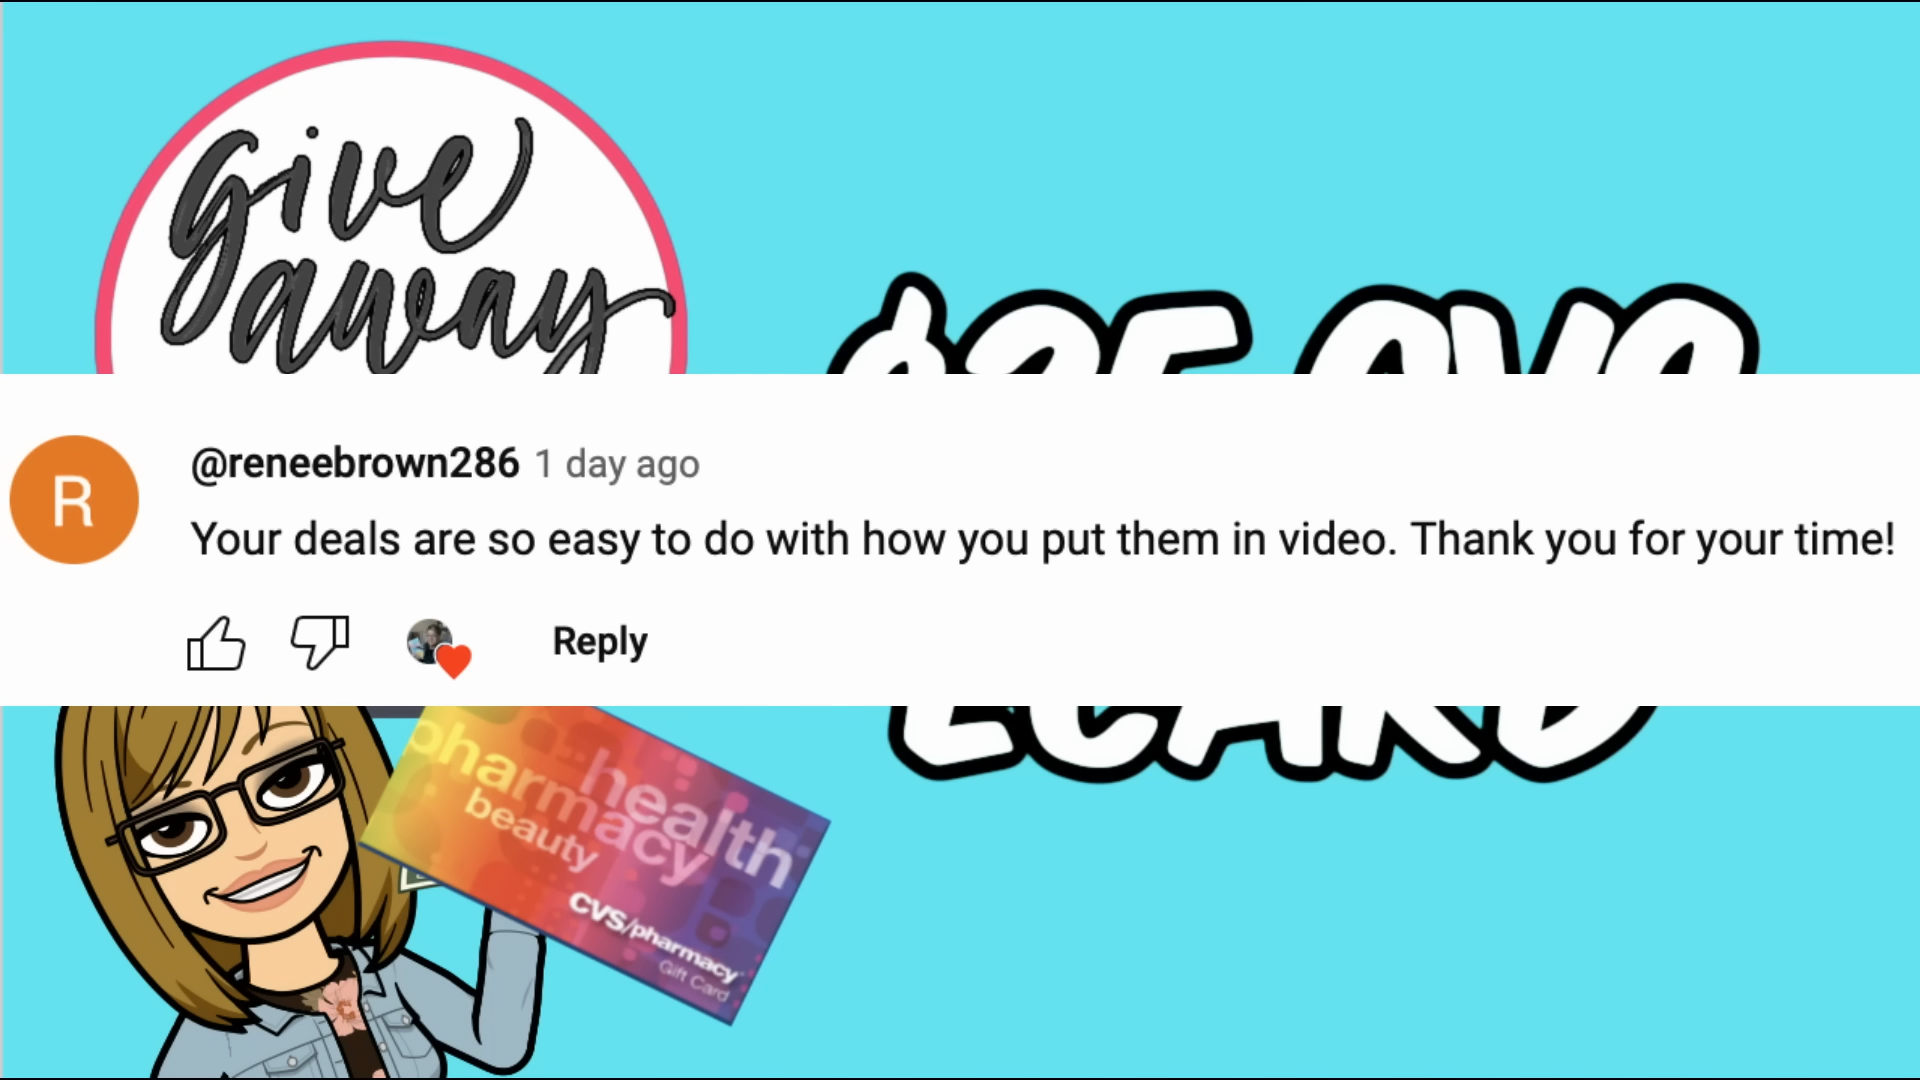 give
away
@reneebrown286 1 day ago
R
Your deals are so easy to do with how you put them in video. Thank you for your time!
Reply
health
pharmacy
beauty
CVS/pharmacy
Gift Card